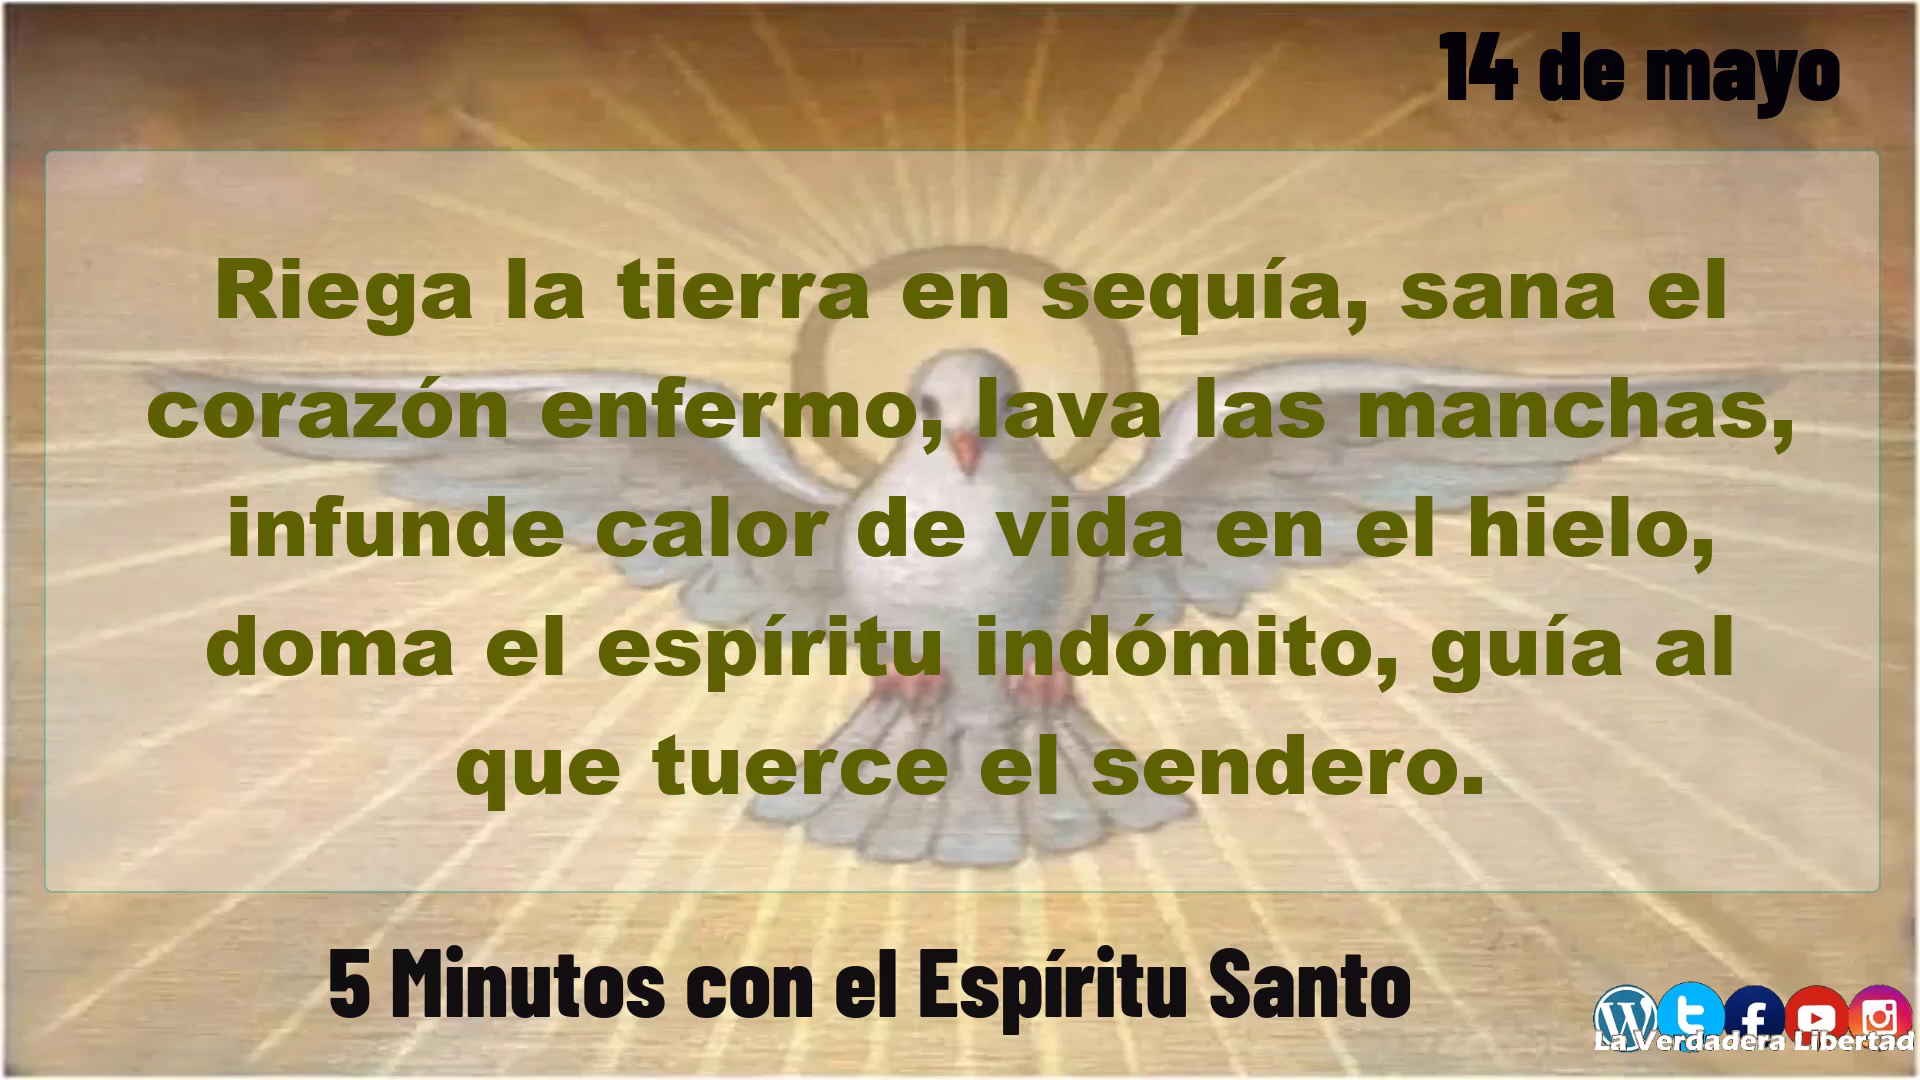 14 de mayo
Riega la tierra en sequía, sana el
corazón enfermo, lava las manchas,
infunde calor de vida en el hielo,
doma el espíritu indómito, guía al
que tuerce el sendero.
5 Minutos con el Espíritu Santo
La Verdadera Libertad